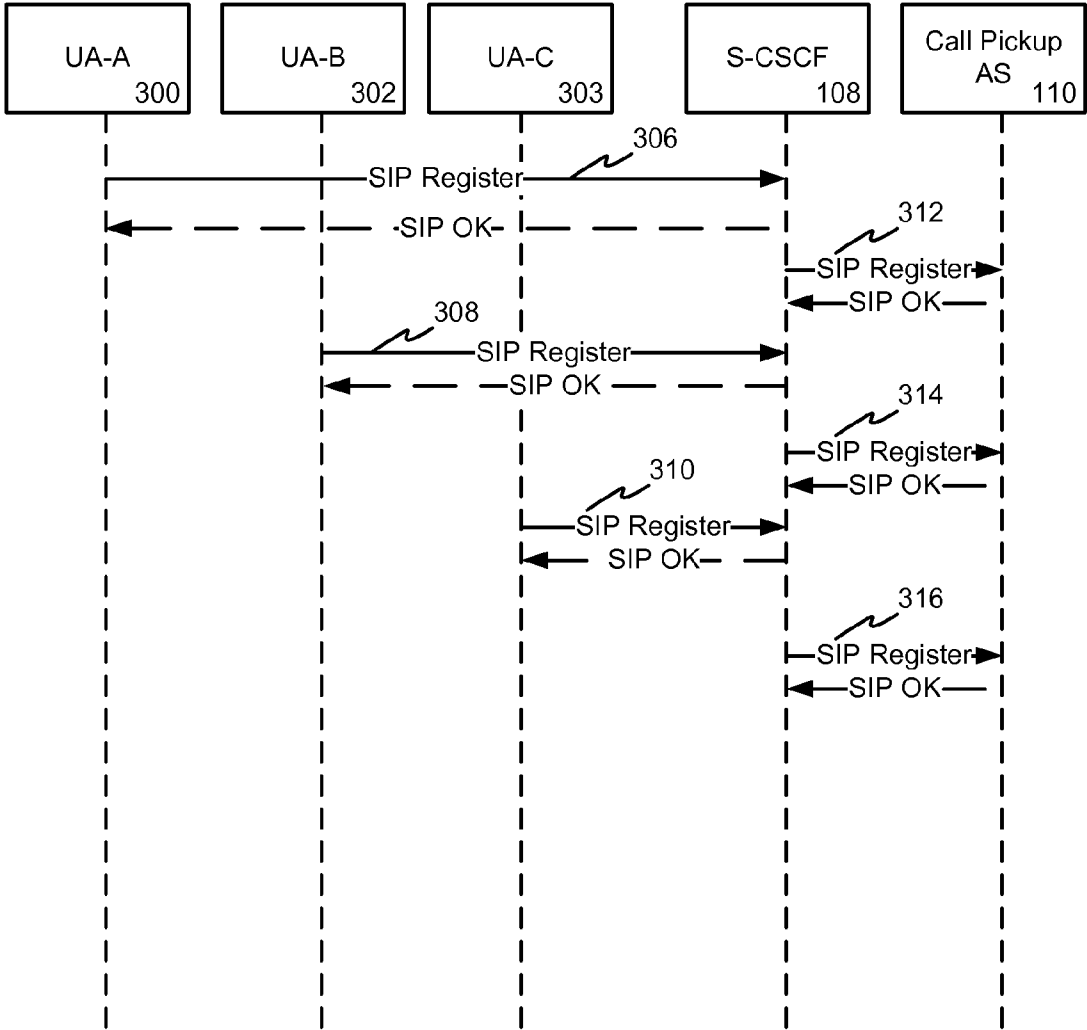 UA-A
300
UA-B
302
UA-C
303
S-CSCF
108
Call Pickup
AS
110
306
SIP Register
SIP OK
312
SIP Register
SIP OK
308
SIP Register
SIP OK
314
SIP Register
SIP OK
310
SIP Register
SIP OK
316
SIP Register
SIP OK